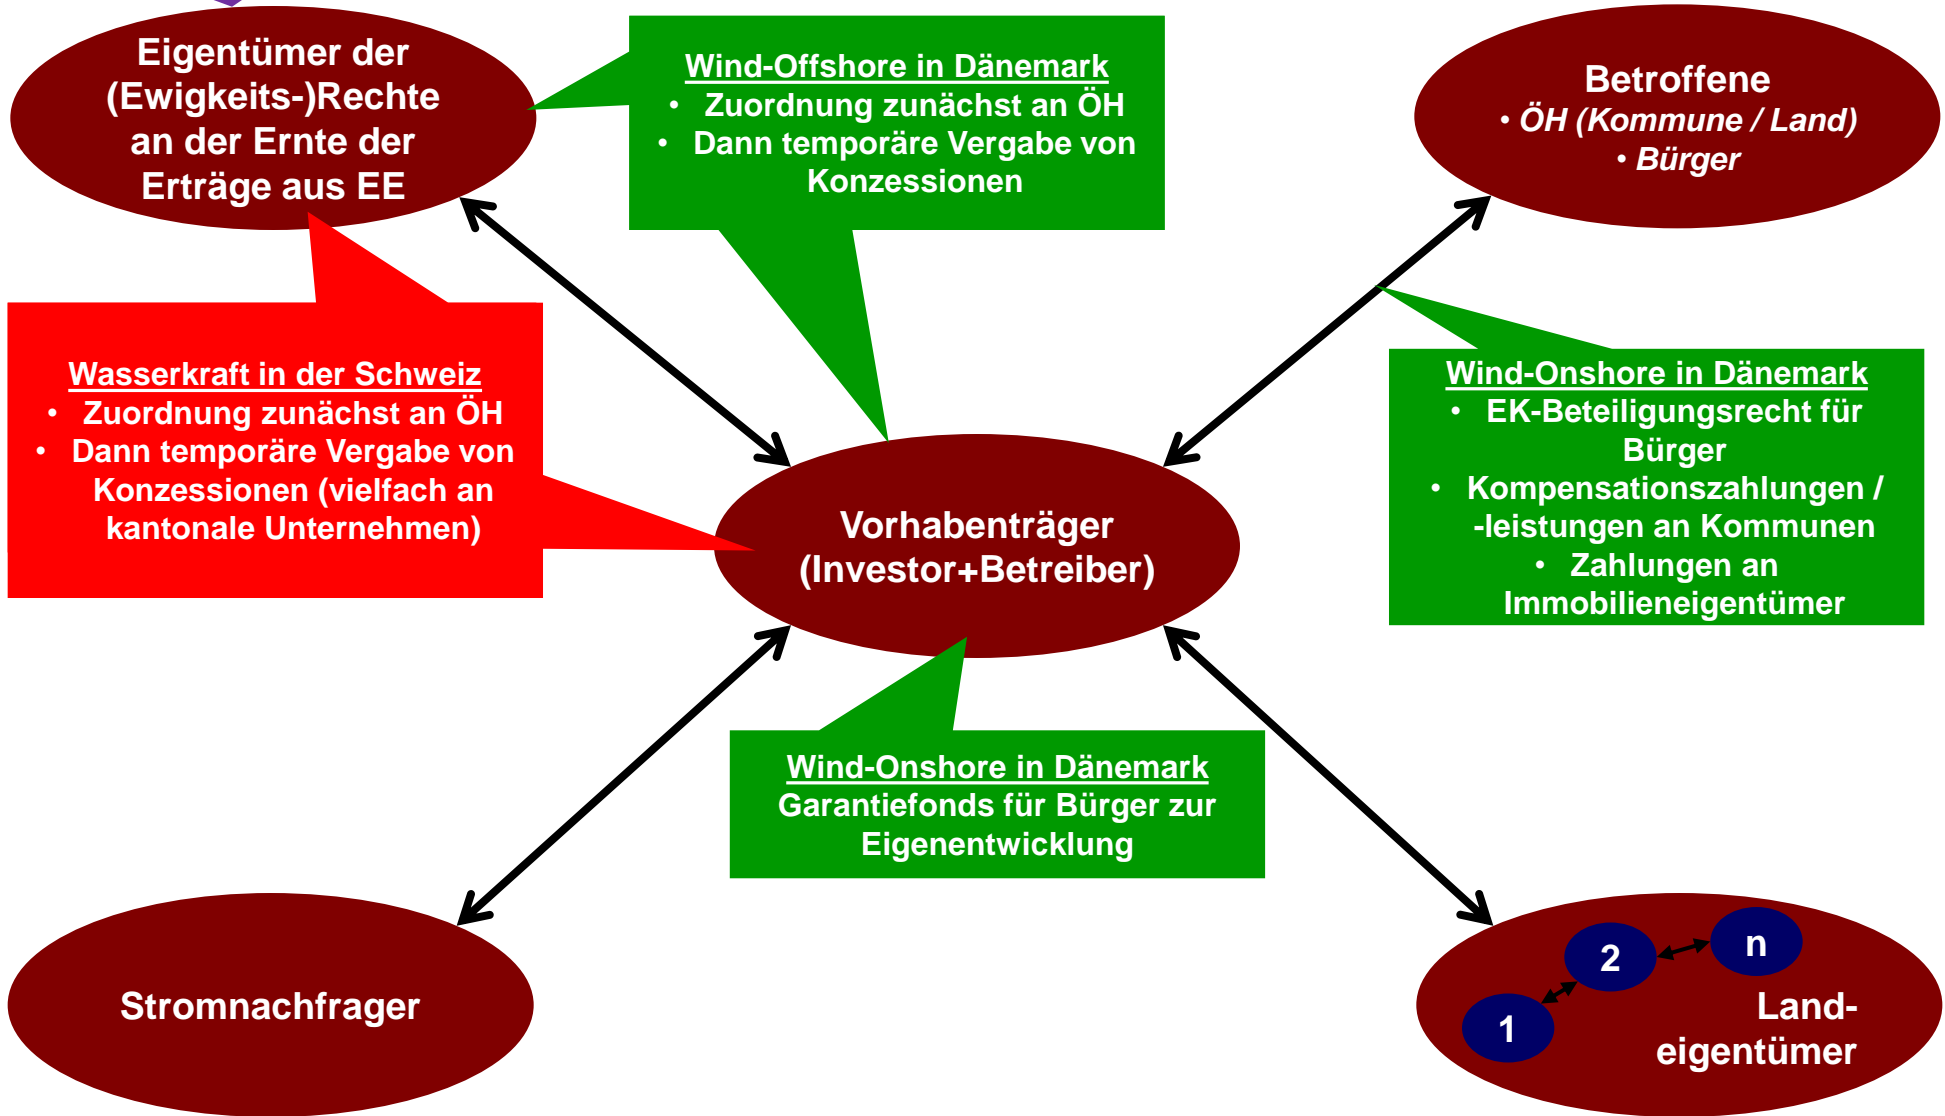 Eigentümer der
(Ewigkeits-)Rechte
an der Ernte der
Erträge aus EE
Wind-Offshore in Dänemark
• Zuordnung zunächst an ÖH
• Dann temporäre Vergabe von
Konzessionen
Betroffene
• ÖH (Kommune / Land)
• Bürger
Wasserkraft in der Schweiz
• Zuordnung zunächst an ÖH
• Dann temporäre Vergabe von
Konzessionen (vielfach an
kantonale Unternehmen)
Wind-Onshore in Dänemark
• EK-Beteiligungsrecht für
Bürger
• Kompensationszahlungen /
-leistungen an Kommunen
• Zahlungen an
Immobilieneigentümer
Vorhabenträger
(Investor+Betreiber)
Wind-Onshore in Dänemark
Garantiefonds für Bürger zur
Eigenentwicklung
Stromnachfrager
1
2
n
Land-
eigentümer